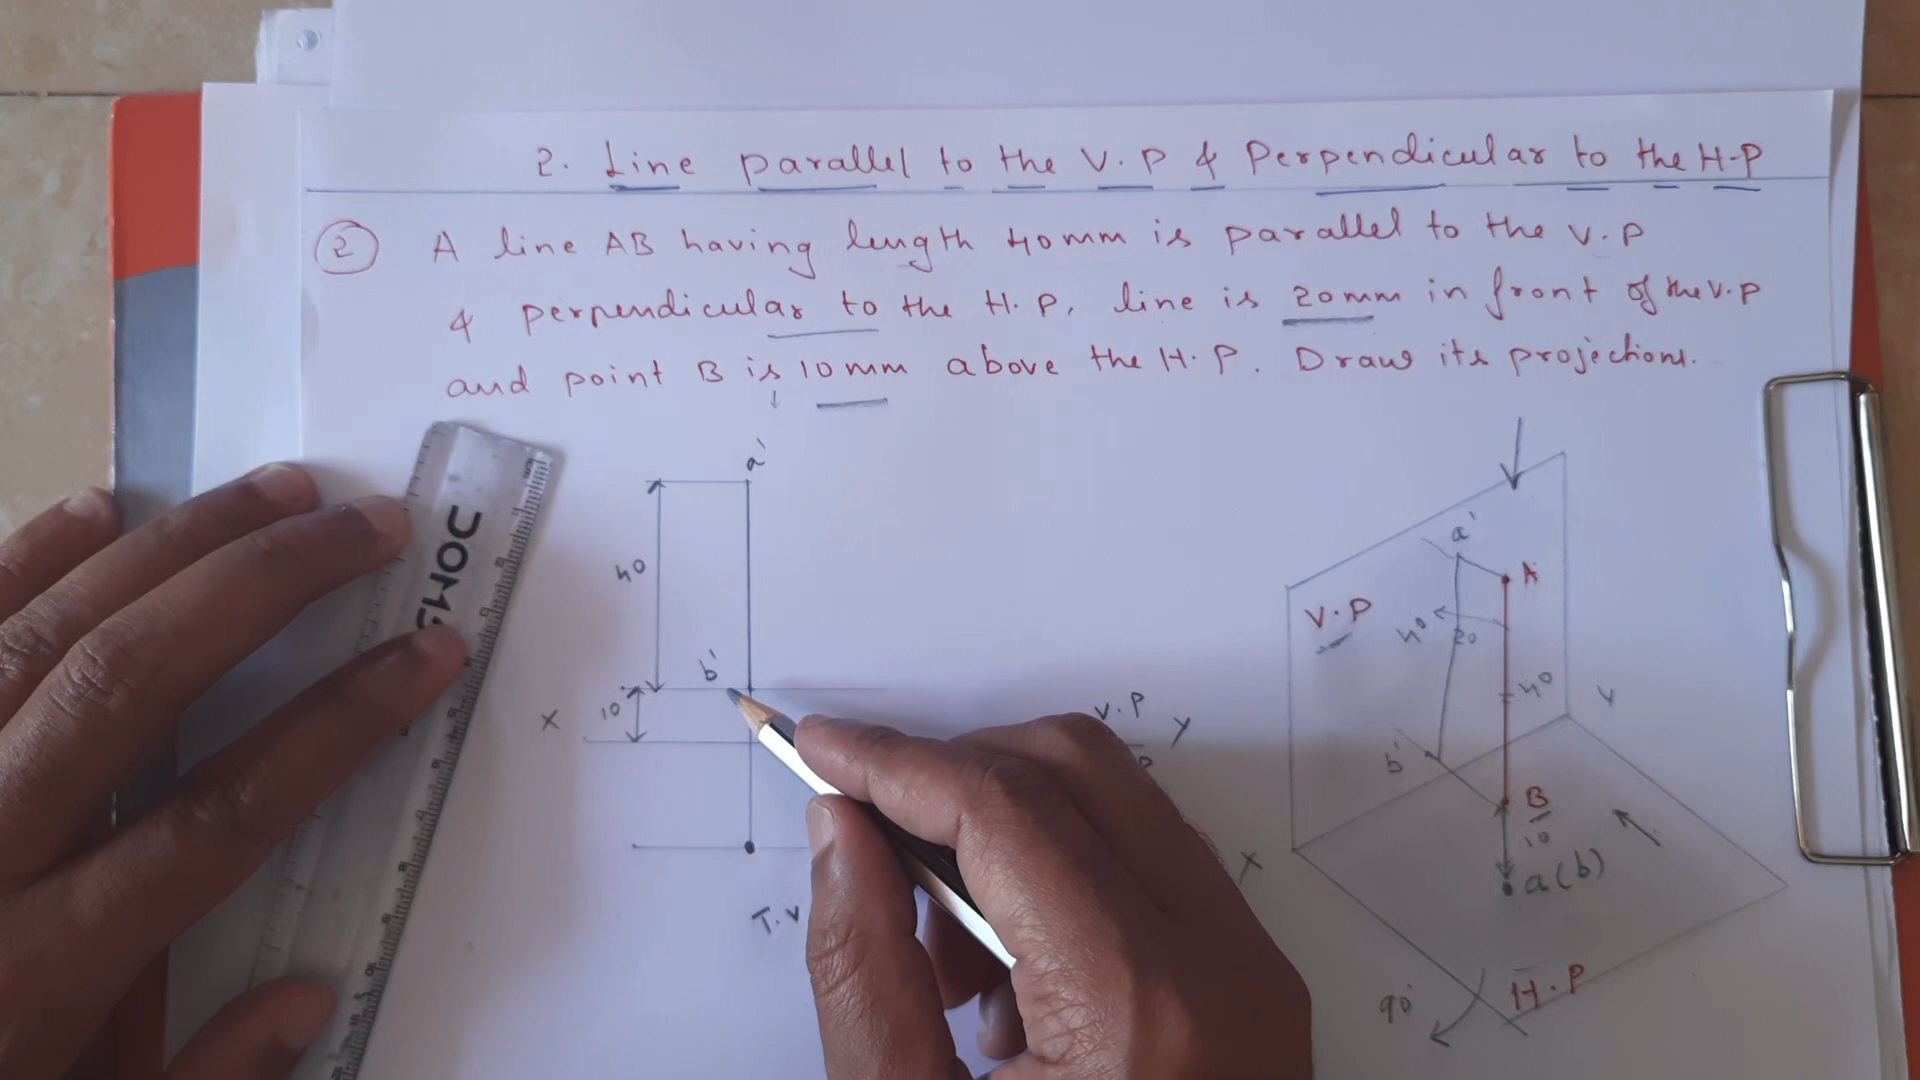 2. Line parallel to the V.P & Perpendicular to the H-P
2 A line AB having length 40mm is parallel to the V.P
& perpendicular to the H.P, line is 20mm in front of the V.P
and point B is 10mm above the H.P. Draw its projections.
a'
40
b'
10
X
V.P
Y
T.V
a'
A
V.P
40
20
40
Y
b'
B
10
X
a(b)
H.P
90°